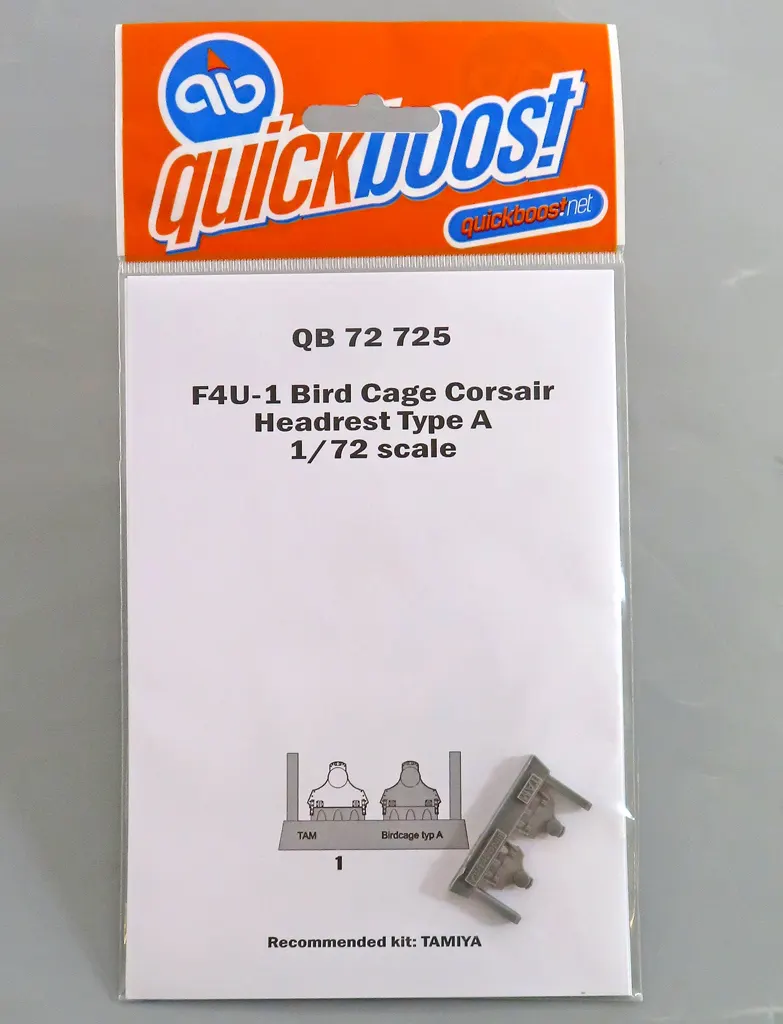 qb
quickboost
quickboost.net
QB 72 725
F4U-1 Bird Cage Corsair
Headrest Type A
1/72 scale
TAM
Birdcage typ A
1
Recommended kit: TAMIYA
TAM